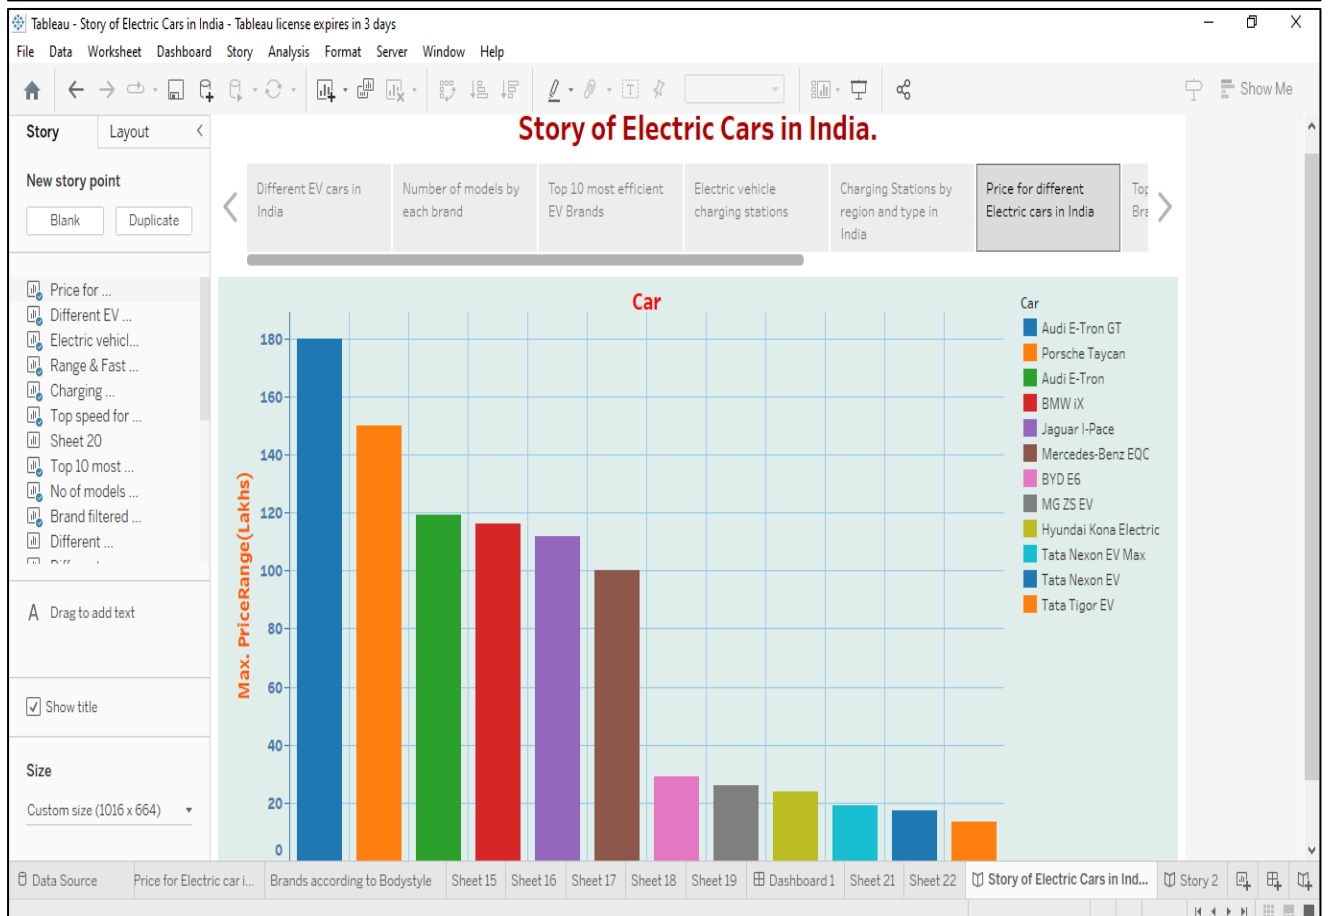 Tableau - Story of Electric Cars in India - Tableau license expires in 3 days
File Data Worksheet Dashboard Story Analysis Format Server Window Help
Show Me
Story Layout
New story point
Blank Duplicate
Price for ...
Different EV ...
Electric vehicl...
Range & Fast ...
Charging ...
Top speed for ...
Sheet 20
Top 10 most ...
No of models ...
Brand filtered ...
Different ...
A Drag to add text
Show title
Size
Custom size (1016 x 664)
Story of Electric Cars in India.
Different EV cars in
India
Number of models by
each brand
Top 10 most efficient
EV Brands
Electric vehicle
charging stations
Charging Stations by
region and type in
India
Price for different
Electric cars in India
Top
Bra
Car
Max. PriceRange(Lakhs)
180
160
140
120
100
80
60
40
20
0
Car
Audi E-Tron GT
Porsche Taycan
Audi E-Tron
BMW iX
Jaguar I-Pace
Mercedes-Benz EQC
BYD E6
MG ZS EV
Hyundai Kona Electric
Tata Nexon EV Max
Tata Nexon EV
Tata Tigor EV
Data Source Price for Electric car i... Brands according to Bodystyle Sheet 15 Sheet 16 Sheet 17 Sheet 18 Sheet 19 Dashboard 1 Sheet 21 Sheet 22 Story of Electric Cars in Ind... Story 2